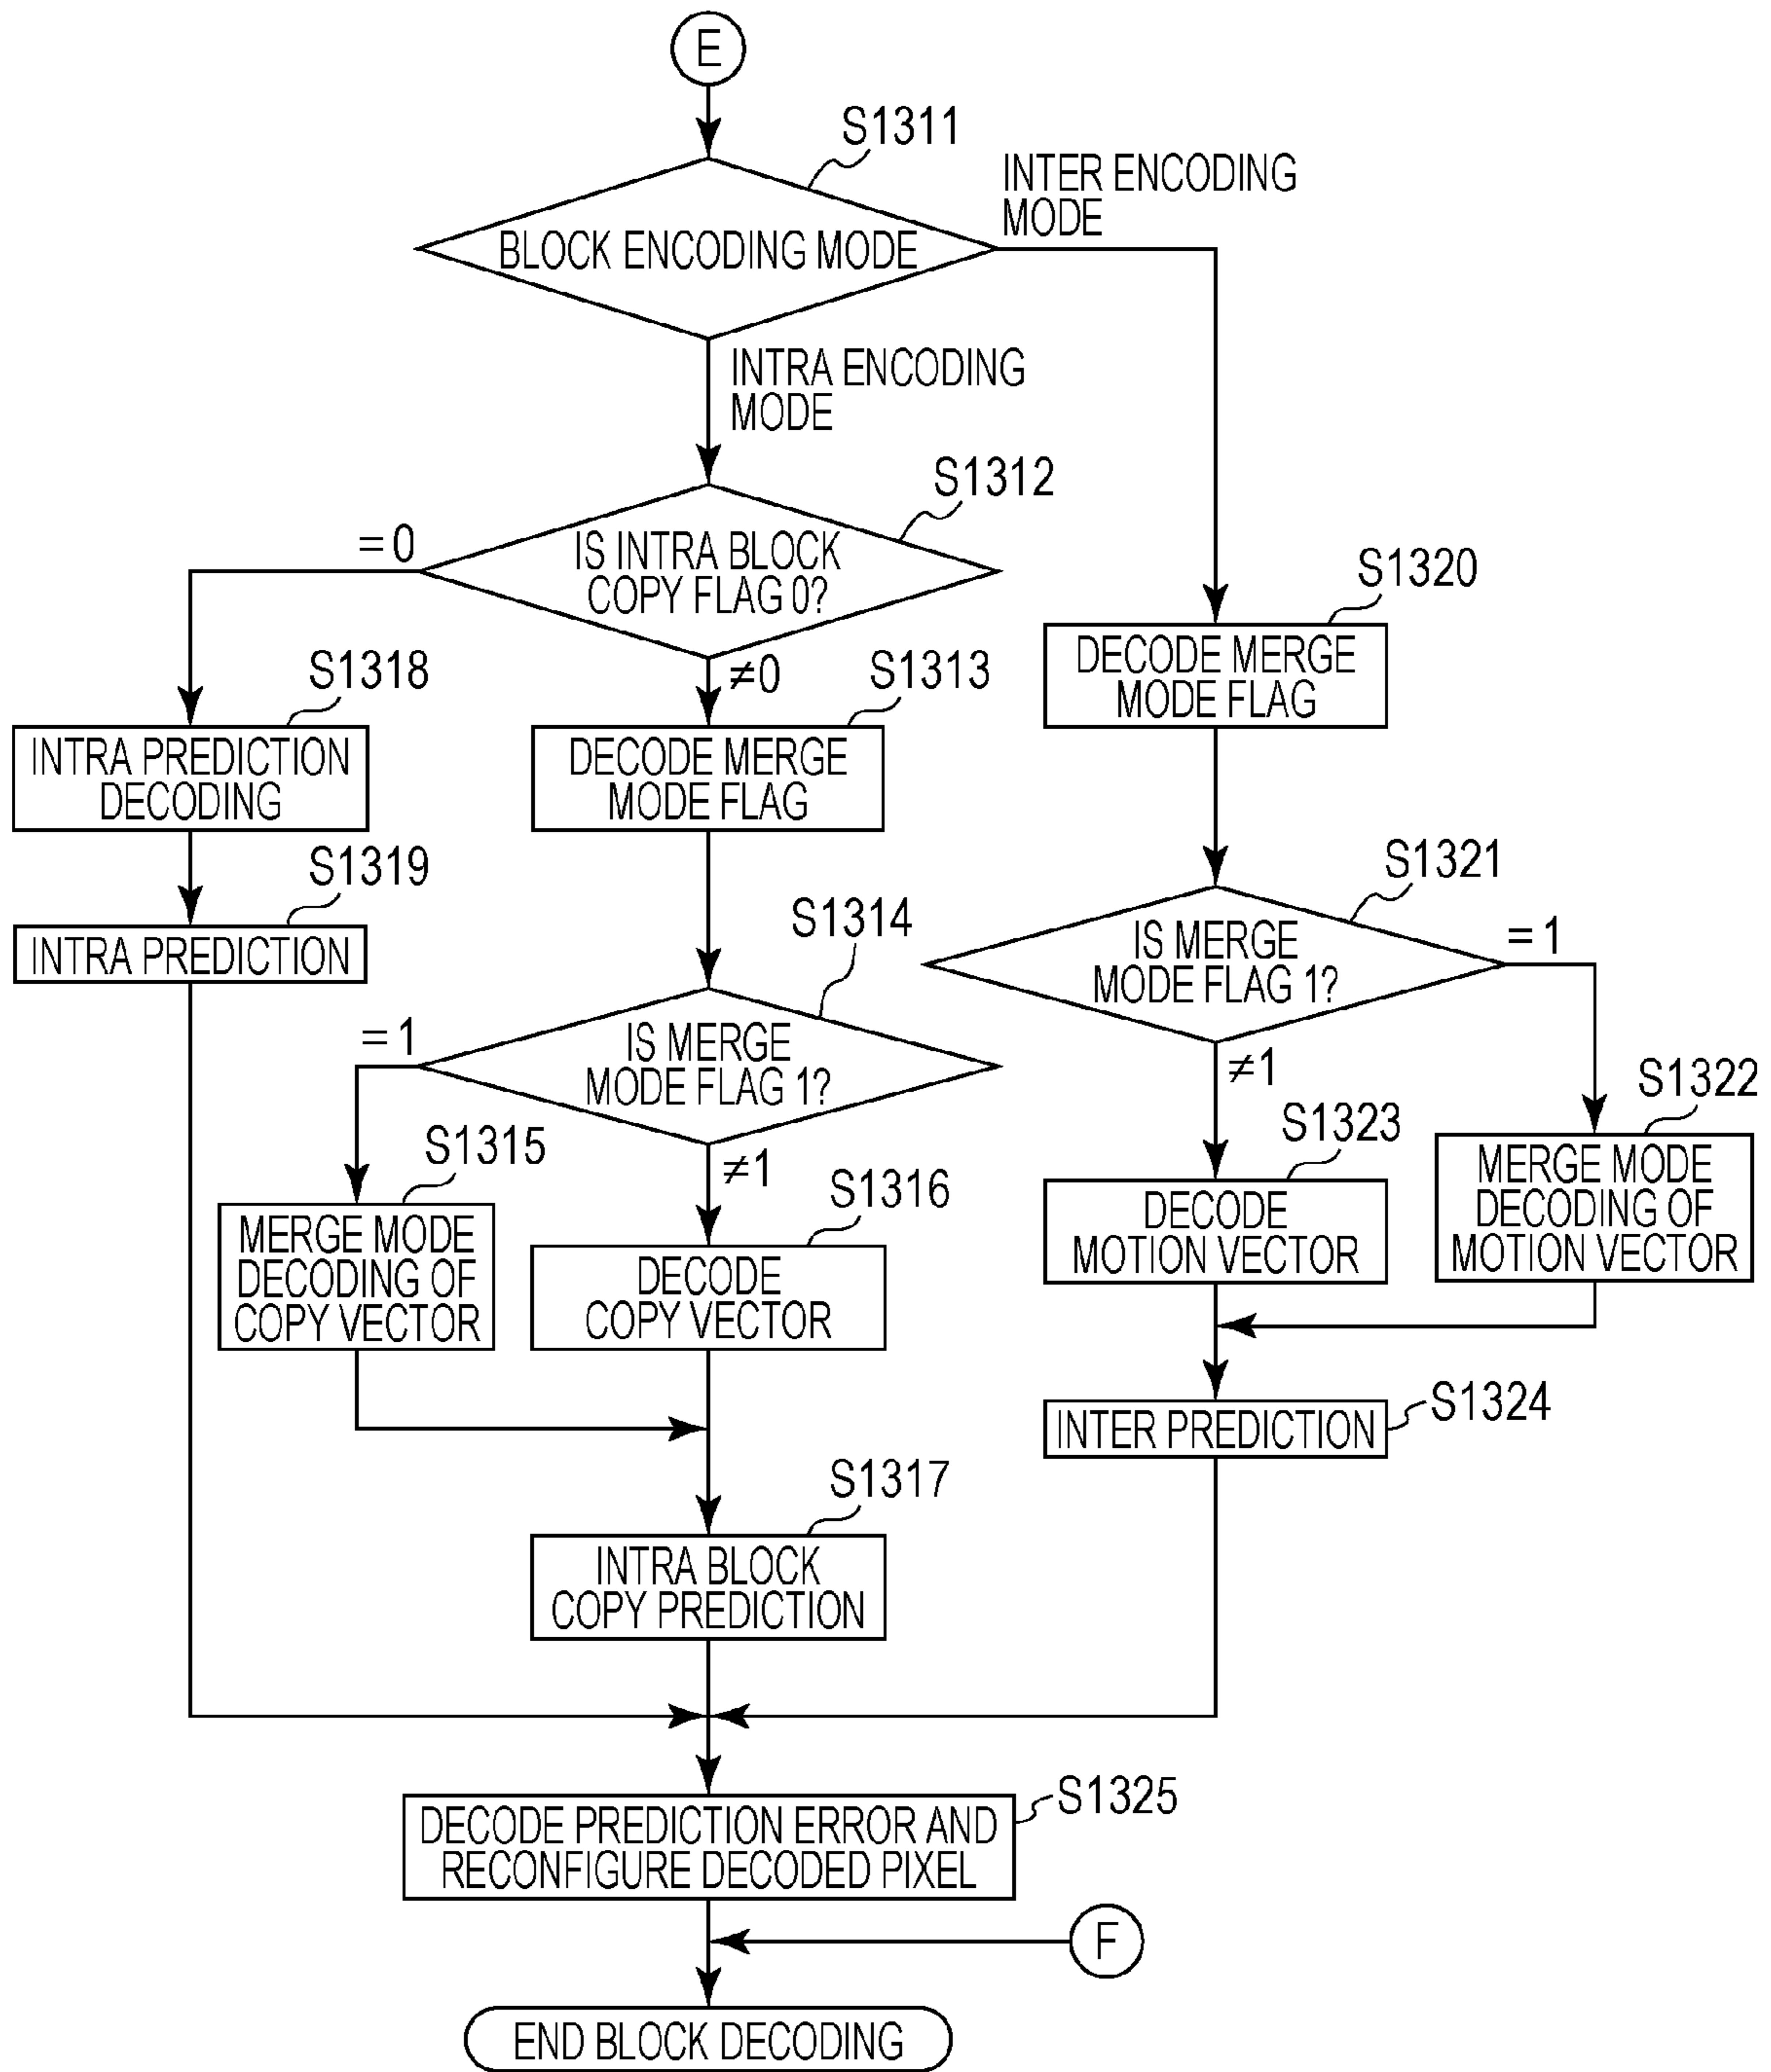 E
S1311
INTER ENCODING
MODE
BLOCK ENCODING MODE
INTRA ENCODING
MODE
S1312
= 0
IS INTRA BLOCK
COPY FLAG 0?
≠0
S1320
DECODE MERGE
MODE FLAG
S1318
INTRA PREDICTION
DECODING
S1313
DECODE MERGE
MODE FLAG
S1319
INTRA PREDICTION
S1321
IS MERGE
MODE FLAG 1?
= 1
≠1
S1314
IS MERGE
MODE FLAG 1?
= 1
≠1
S1315
MERGE MODE
DECODING OF
COPY VECTOR
S1316
DECODE
COPY VECTOR
S1323
DECODE
MOTION VECTOR
S1322
MERGE MODE
DECODING OF
MOTION VECTOR
S1324
INTER PREDICTION
S1317
INTRA BLOCK
COPY PREDICTION
S1325
DECODE PREDICTION ERROR AND
RECONFIGURE DECODED PIXEL
F
END BLOCK DECODING